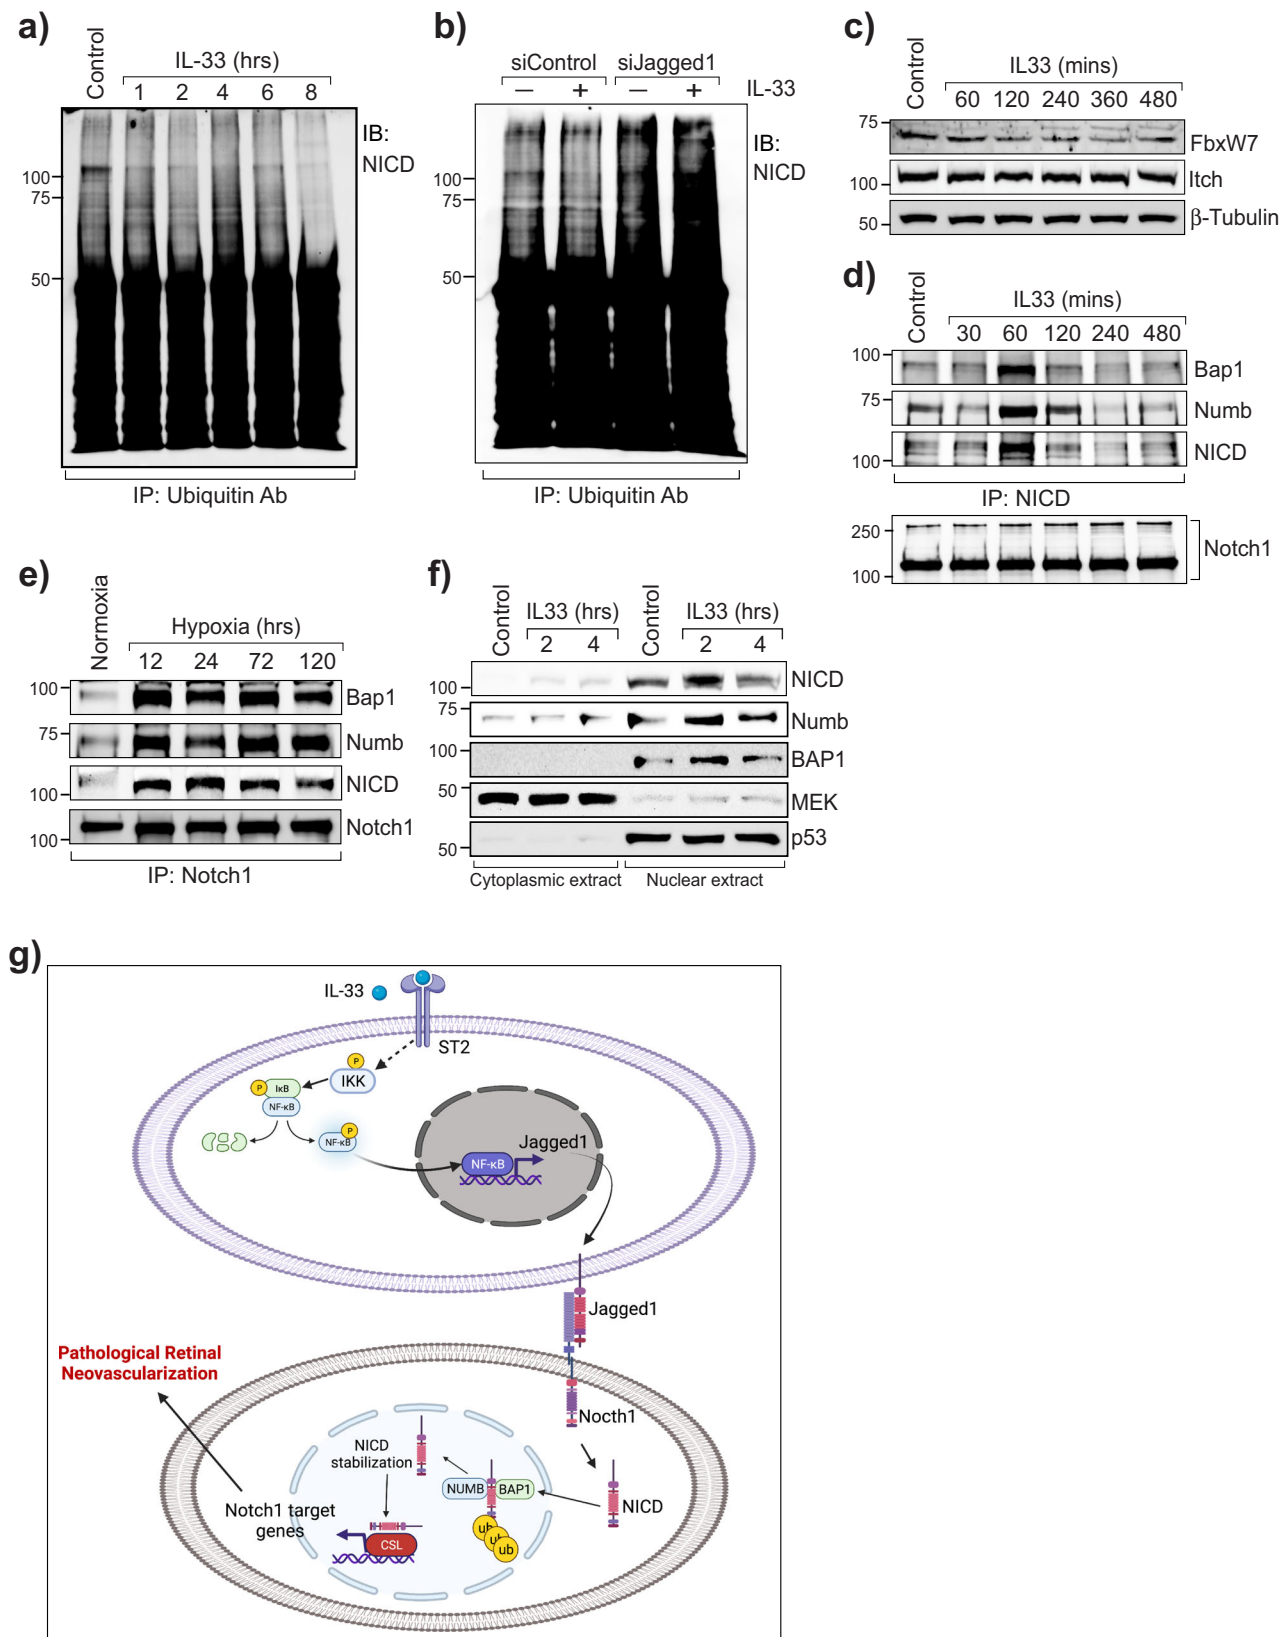 a)
Control
IL-33 (hrs)
1 2 4 6 8
IB:
NICD
100
75
50
IP: Ubiquitin Ab
b)
siControl siJagged1
— + — + IL-33
IB:
NICD
100
75
50
IP: Ubiquitin Ab
c)
Control
IL33 (mins)
60 120 240 360 480
75
FbxW7
100
Itch
50
β-Tubulin
d)
Control
IL33 (mins)
30 60 120 240 480
100
Bap1
75
Numb
100
NICD
IP: NICD
250
100
Notch1
e)
Normoxia
Hypoxia (hrs)
12 24 72 120
100
Bap1
75
Numb
100
NICD
100
Notch1
IP: Notch1
f)
Control
IL33 (hrs)
2 4
Control
IL33 (hrs)
2 4
100
NICD
75
Numb
100
BAP1
50
MEK
50
p53
Cytoplasmic extract Nuclear extract
g)
IL-33
ST2
P
IKK
P
IκB
NF-κB
P
NF-κB
NF-κB
Jagged1
Jagged1
Nocth1
NICD
NUMB
BAP1
ub
ub
ub
NICD
stabilization
CSL
Notch1 target
genes
Pathological Retinal
Neovascularization